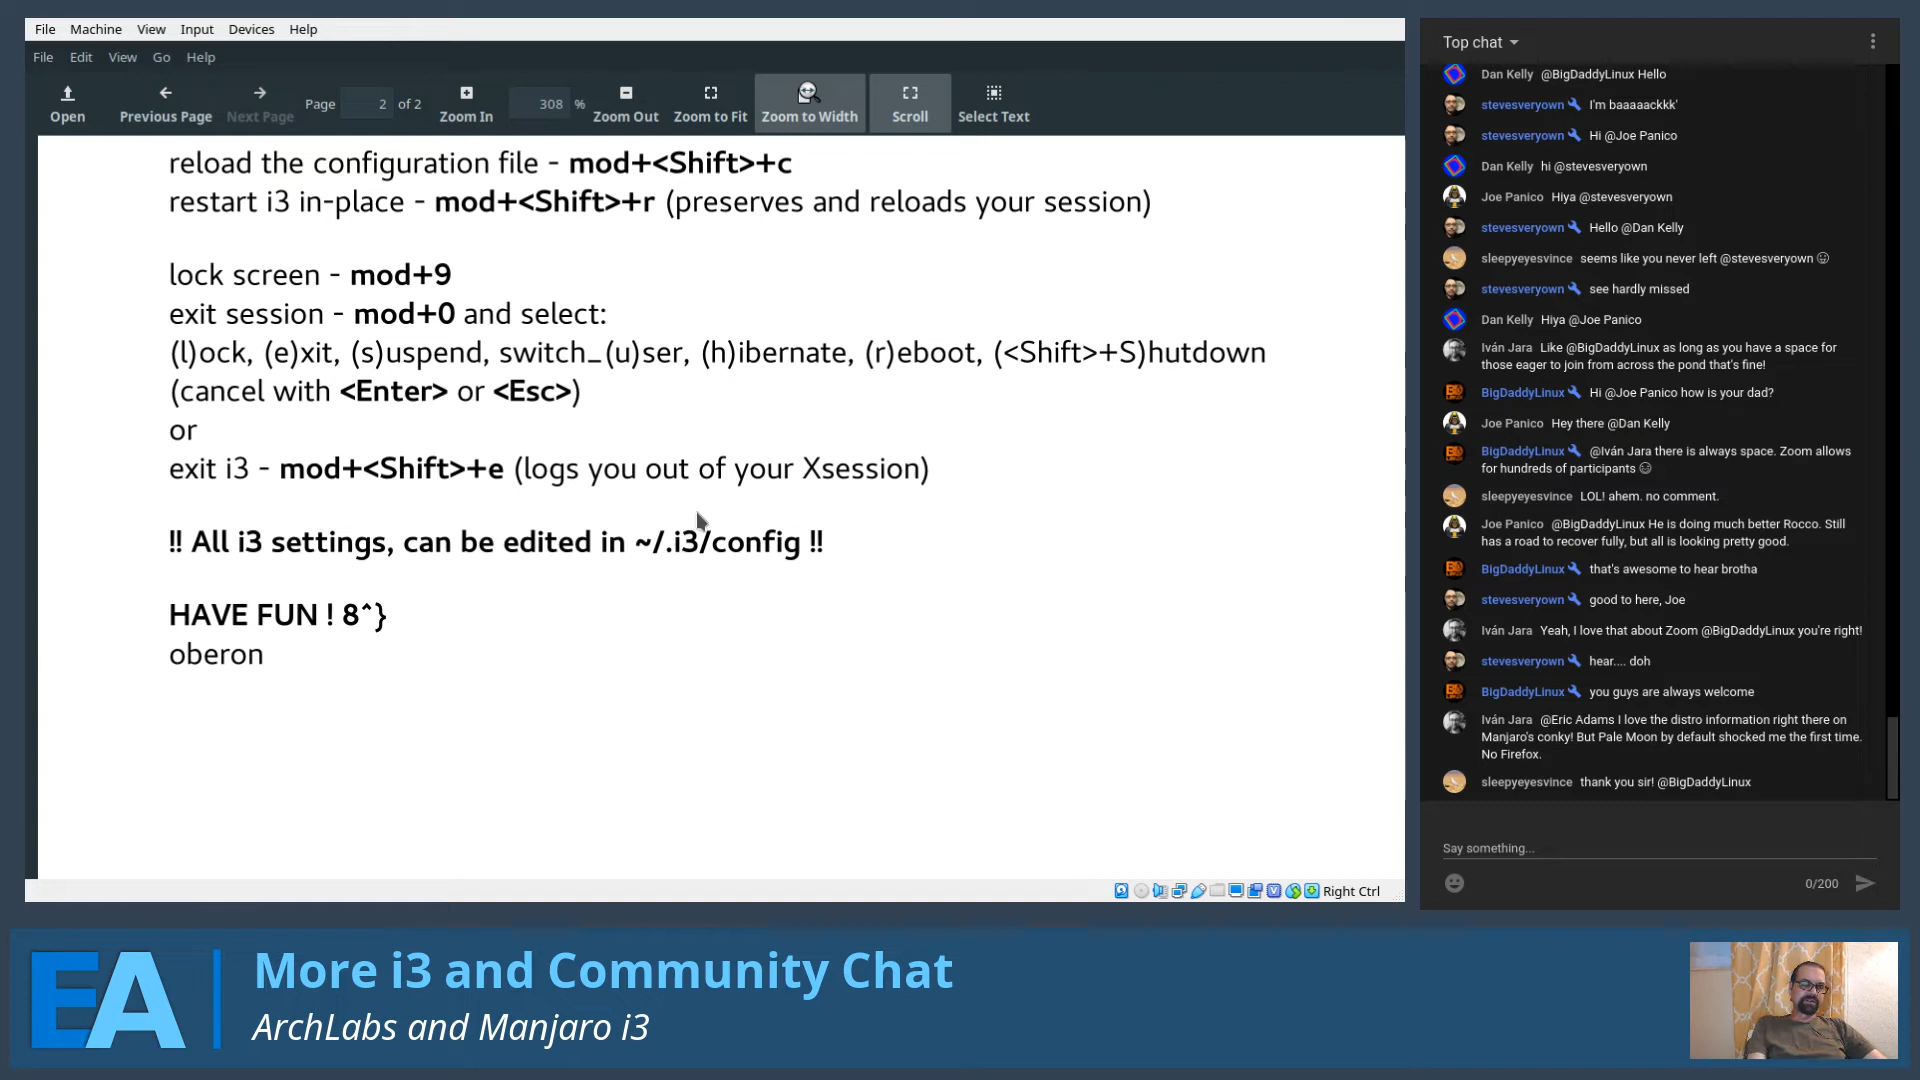 File Machine View Input Devices Help
File Edit View Go Help
Open Previous Page Next Page Page 2 of 2 Zoom In 308 % Zoom Out Zoom to Fit Zoom to Width Scroll Select Text
reload the configuration file - mod+<Shift>+c
restart i3 in-place - mod+<Shift>+r (preserves and reloads your session)
lock screen - mod+9
exit session - mod+0 and select:
(l)ock, (e)xit, (s)uspend, switch_(u)ser, (h)ibernate, (r)eboot, (<Shift>+S)hutdown
(cancel with <Enter> or <Esc>)
or
exit i3 - mod+<Shift>+e (logs you out of your Xsession)
!! All i3 settings, can be edited in ~/.i3/config !!
HAVE FUN ! 8^}
oberon
Right Ctrl
Top chat
Dan Kelly @BigDaddyLinux Hello
stevesveryown I'm baaaaackkk'
stevesveryown Hi @Joe Panico
Dan Kelly hi @stevesveryown
Joe Panico Hiya @stevesveryown
stevesveryown Hello @Dan Kelly
sleepyeyesvince seems like you never left @stevesveryown
stevesveryown see hardly missed
Dan Kelly Hiya @Joe Panico
Iván Jara Like @BigDaddyLinux as long as you have a space for
those eager to join from across the pond that's fine!
BigDaddyLinux Hi @Joe Panico how is your dad?
Joe Panico Hey there @Dan Kelly
BigDaddyLinux @Iván Jara there is always space. Zoom allows
for hundreds of participants
sleepyeyesvince LOL! ahem. no comment.
Joe Panico @BigDaddyLinux He is doing much better Rocco. Still
has a road to recover fully, but all is looking pretty good.
BigDaddyLinux that's awesome to hear brotha
stevesveryown good to here, Joe
Iván Jara Yeah, I love that about Zoom @BigDaddyLinux you're right!
stevesveryown hear.... doh
BigDaddyLinux you guys are always welcome
Iván Jara @Eric Adams I love the distro information right there on
Manjaro's conky! But Pale Moon by default shocked me the first time.
No Firefox.
sleepyeyesvince thank you sir! @BigDaddyLinux
Say something...
0/200
EA
More i3 and Community Chat
ArchLabs and Manjaro i3